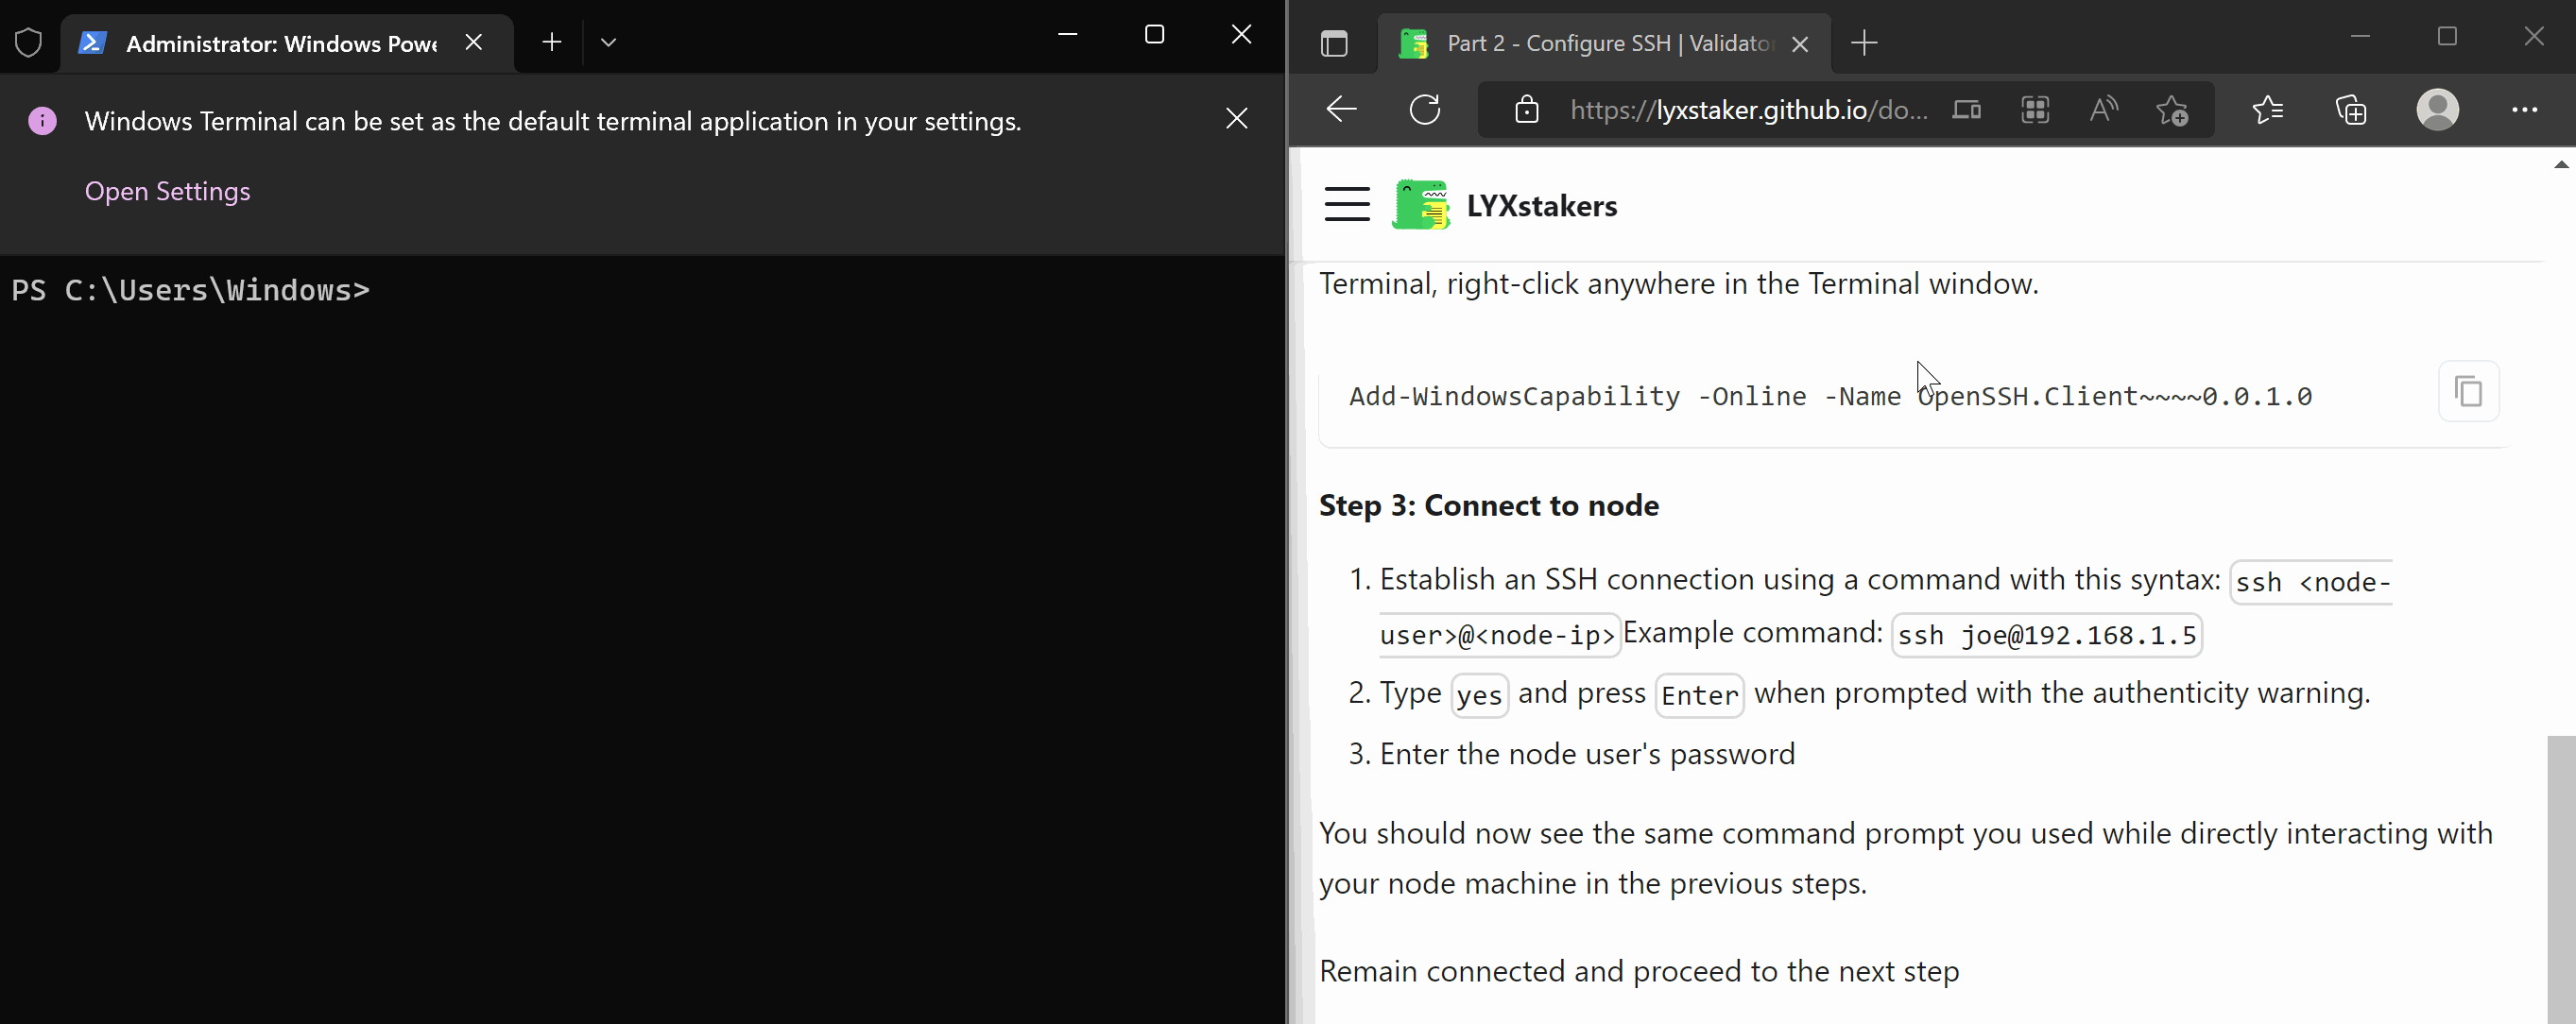 Administrator: Windows Powe
Windows Terminal can be set as the default terminal application in your settings.
Open Settings
PS C:\Users\Windows>
Part 2 - Configure SSH | Validator
https://lyxstaker.github.io/do...
LYXstakers
Terminal, right-click anywhere in the Terminal window.
Add-WindowsCapability -Online -Name OpenSSH.Client~~~~0.0.1.0
Step 3: Connect to node
1. Establish an SSH connection using a command with this syntax: ssh <node-
user>@<node-ip>Example command: ssh joe@192.168.1.5
2. Type yes and press Enter when prompted with the authenticity warning.
3. Enter the node user's password
You should now see the same command prompt you used while directly interacting with
your node machine in the previous steps.
Remain connected and proceed to the next step